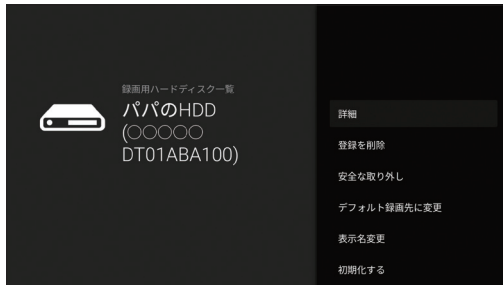 録画用ハードディスク一覧
パパのHDD
(○○○○○
DT01ABA100)
詳細
登録を削除
安全な取り外し
デフォルト録画先に変更
表示名変更
初期化する